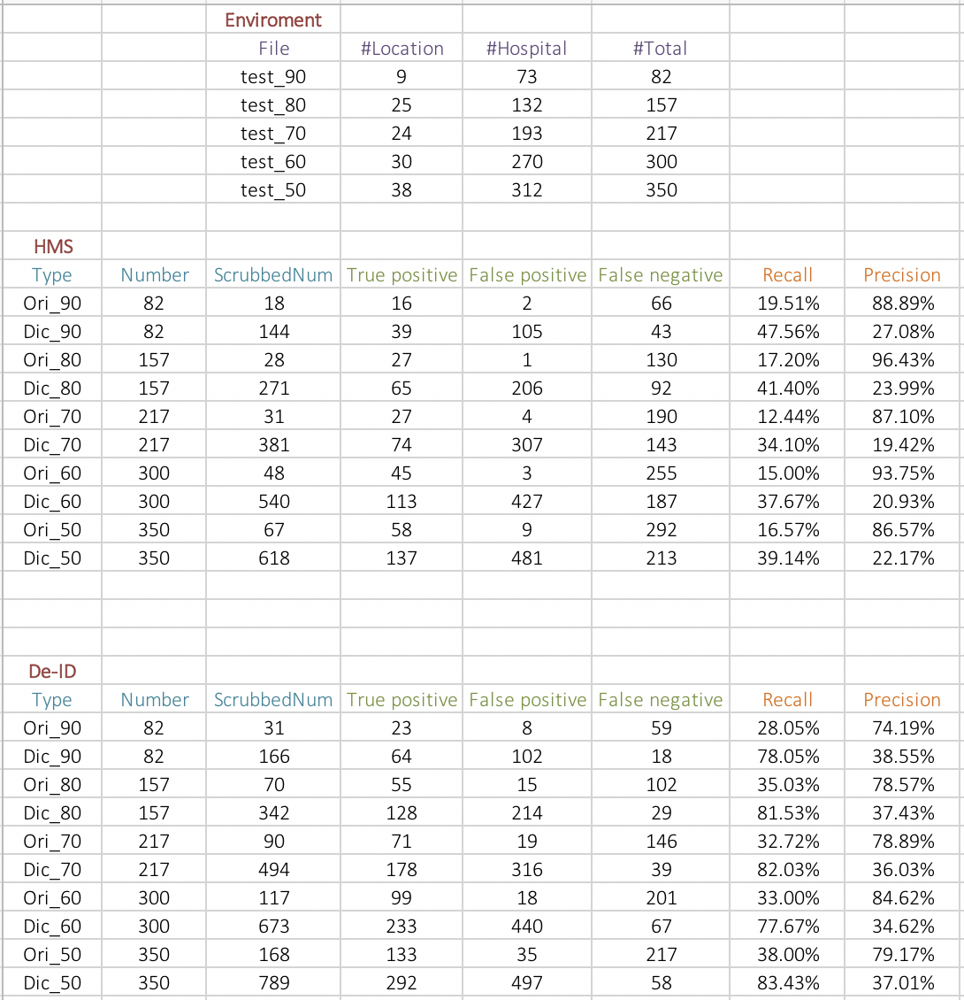 Enviroment
File #Location #Hospital #Total
test_90 9 73 82
test_80 25 132 157
test_70 24 193 217
test_60 30 270 300
test_50 38 312 350
HMS
Type Number ScrubbedNum True positive False positive False negative Recall Precision
Ori_90 82 18 16 2 66 19.51% 88.89%
Dic_90 82 144 39 105 43 47.56% 27.08%
Ori_80 157 28 27 1 130 17.20% 96.43%
Dic_80 157 271 65 206 92 41.40% 23.99%
Ori_70 217 31 27 4 190 12.44% 87.10%
Dic_70 217 381 74 307 143 34.10% 19.42%
Ori_60 300 48 45 3 255 15.00% 93.75%
Dic_60 300 540 113 427 187 37.67% 20.93%
Ori_50 350 67 58 9 292 16.57% 86.57%
Dic_50 350 618 137 481 213 39.14% 22.17%
De-ID
Type Number ScrubbedNum True positive False positive False negative Recall Precision
Ori_90 82 31 23 8 59 28.05% 74.19%
Dic_90 82 166 64 102 18 78.05% 38.55%
Ori_80 157 70 55 15 102 35.03% 78.57%
Dic_80 157 342 128 214 29 81.53% 37.43%
Ori_70 217 90 71 19 146 32.72% 78.89%
Dic_70 217 494 178 316 39 82.03% 36.03%
Ori_60 300 117 99 18 201 33.00% 84.62%
Dic_60 300 673 233 440 67 77.67% 34.62%
Ori_50 350 168 133 35 217 38.00% 79.17%
Dic_50 350 789 292 497 58 83.43% 37.01%